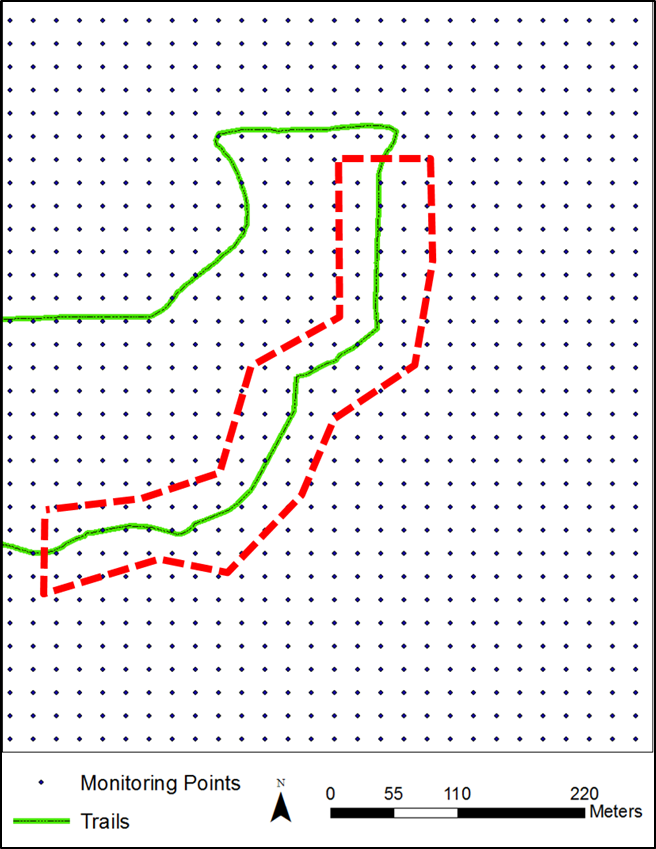 Monitoring Points
Trails
N
0 55 110 220
Meters